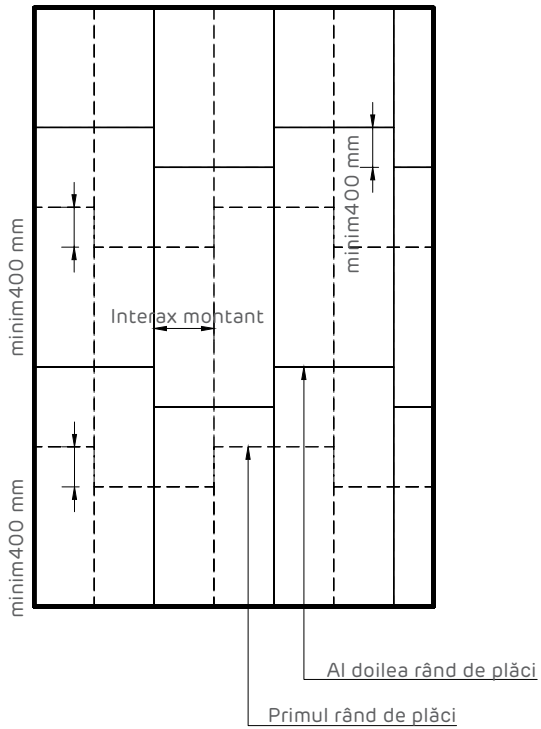 minim400 mm
minim400 mm
Interax montant
minim400 mm
Al doilea rând de plăci
Primul rând de plăci